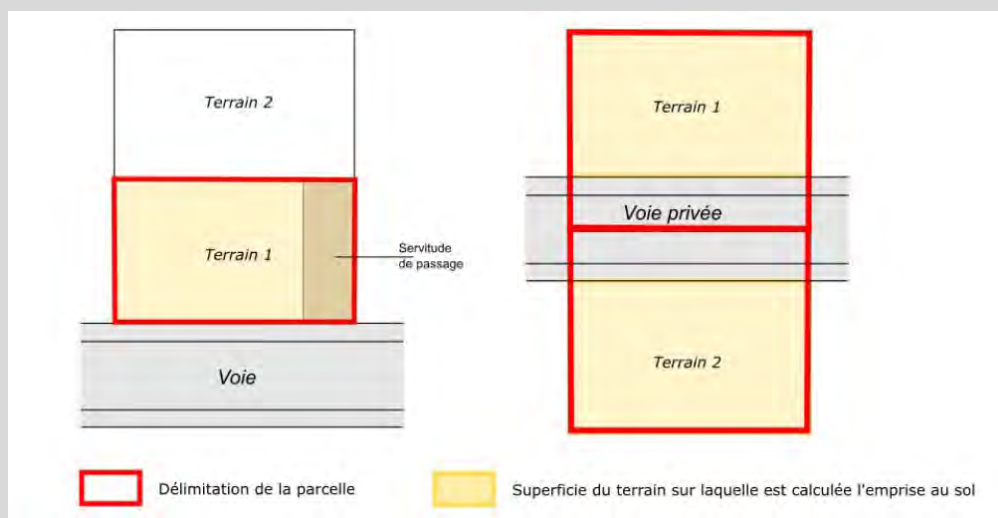 Terrain 2
Terrain 1
Servitude
de passage
Voie
Terrain 1
Voie privée
Terrain 2
Délimitation de la parcelle
Superficie du terrain sur laquelle est calculée l'emprise au sol